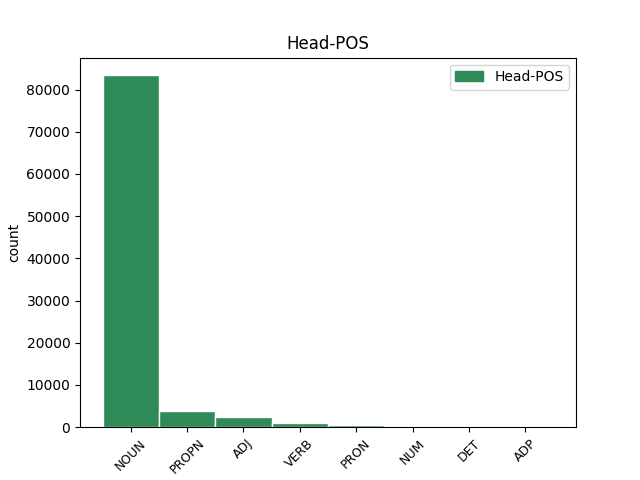 Head-POS
Head-POS
80000
70000
60000
50000
40000
30000
20000
10000
0
count
NOUN
PROPN
ADJ
VERB
PRON
NUM
DET
ADP